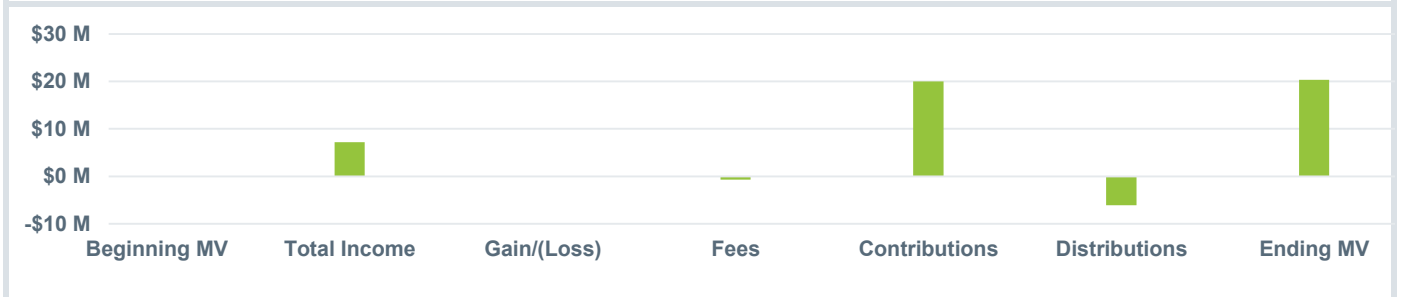 $30 M
$20 M
$10 M
$0 M
-$10 M
Beginning MV Total Income Gain/(Loss) Fees Contributions Distributions Ending MV